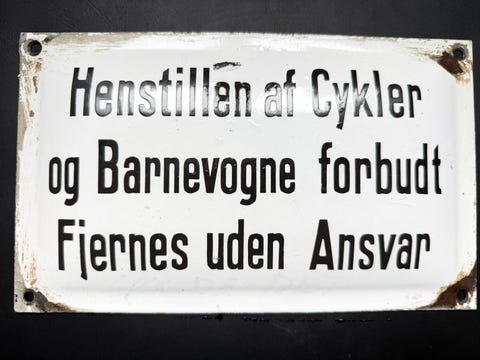 Henstillen af Cykler
og Barnevogne forbudt
Fjernes uden Ansvar